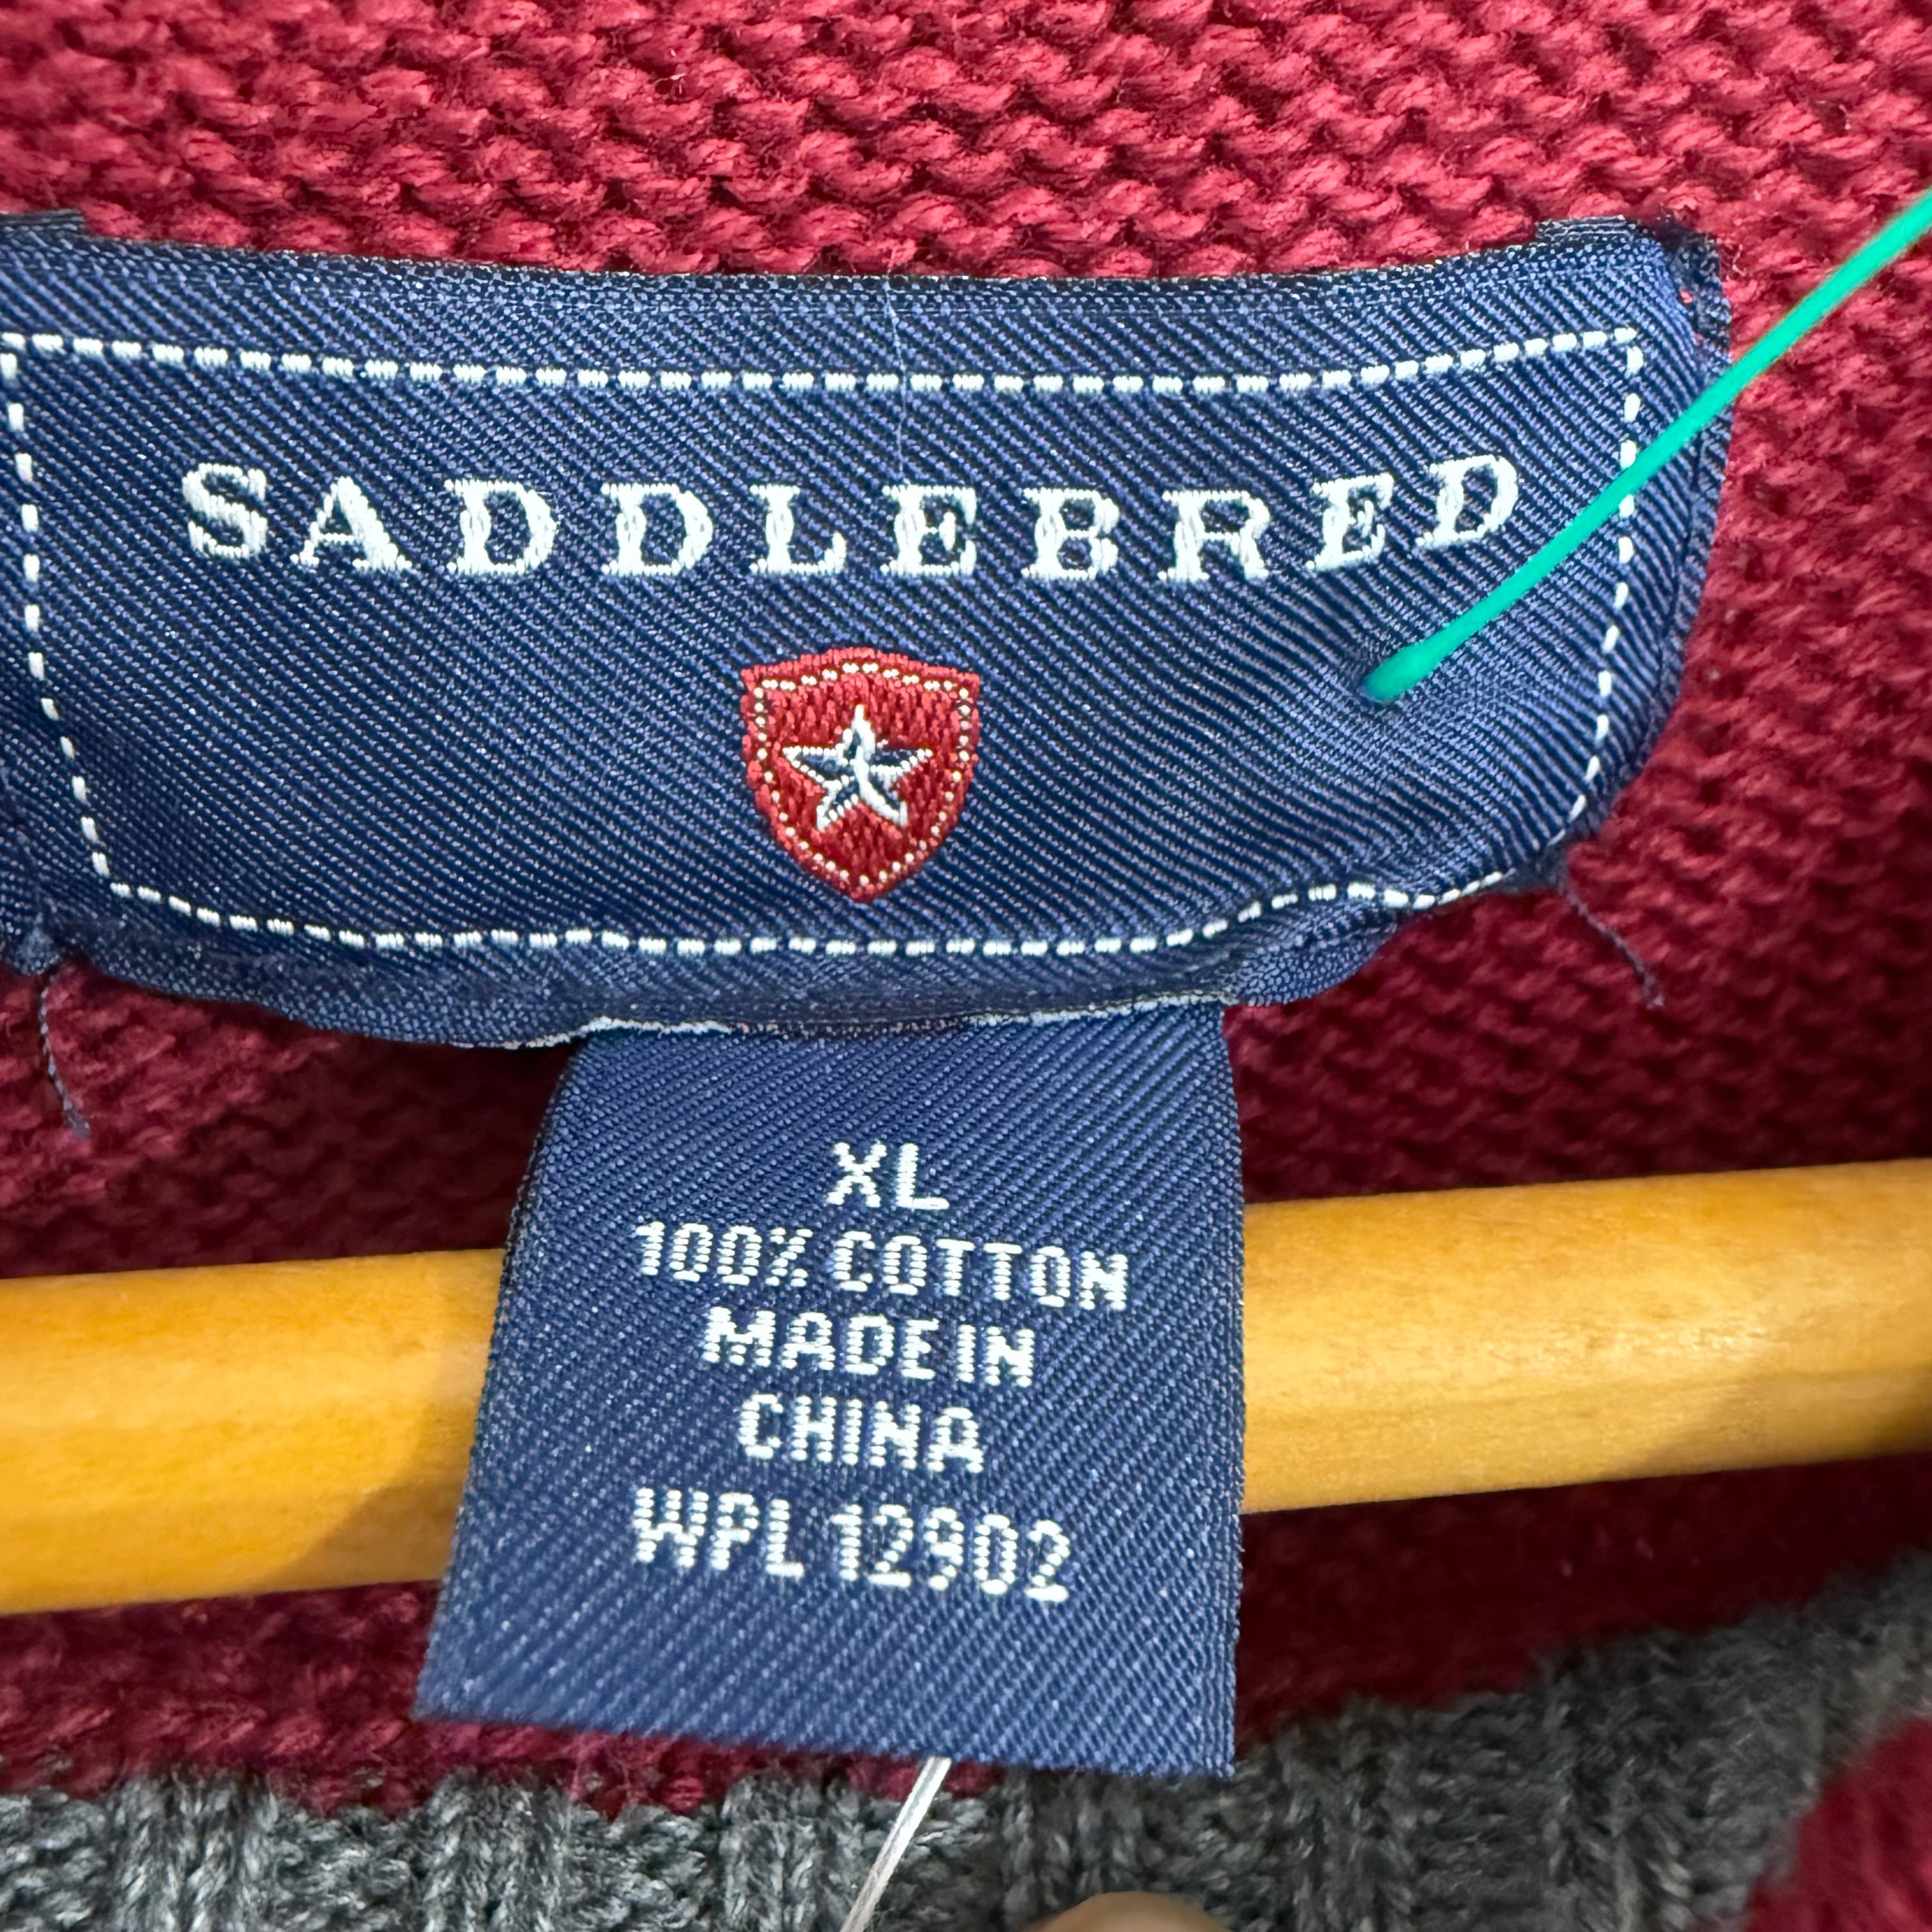 SADDLEBRED
XL
100% COTTON
MADE IN
CHINA
WPL 12902